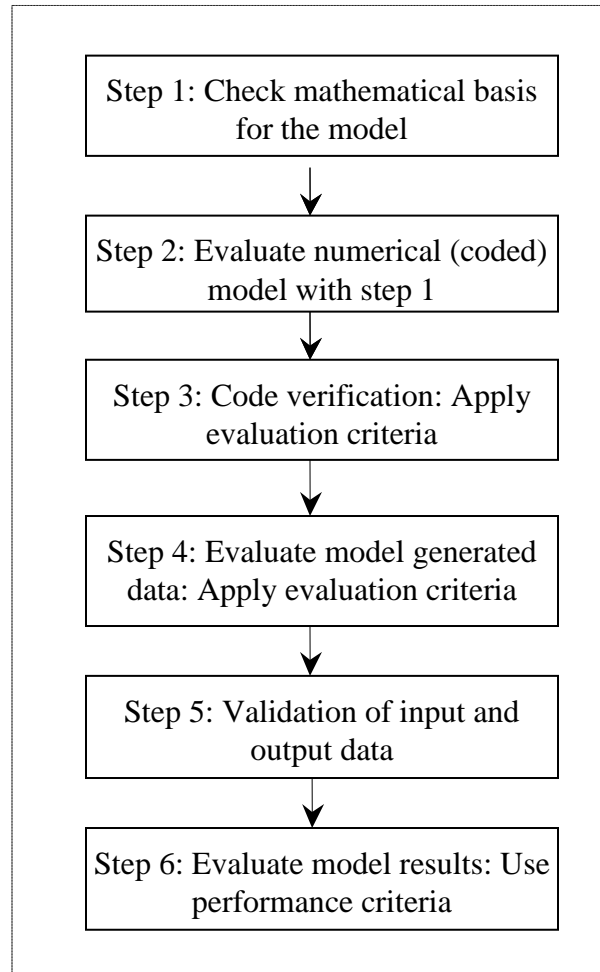 Step 1: Check mathematical basis
for the model
Step 2: Evaluate numerical (coded)
model with step 1
Step 3: Code verification: Apply
evaluation criteria
Step 4: Evaluate model generated
data: Apply evaluation criteria
Step 5: Validation of input and
output data
Step 6: Evaluate model results: Use
performance criteria